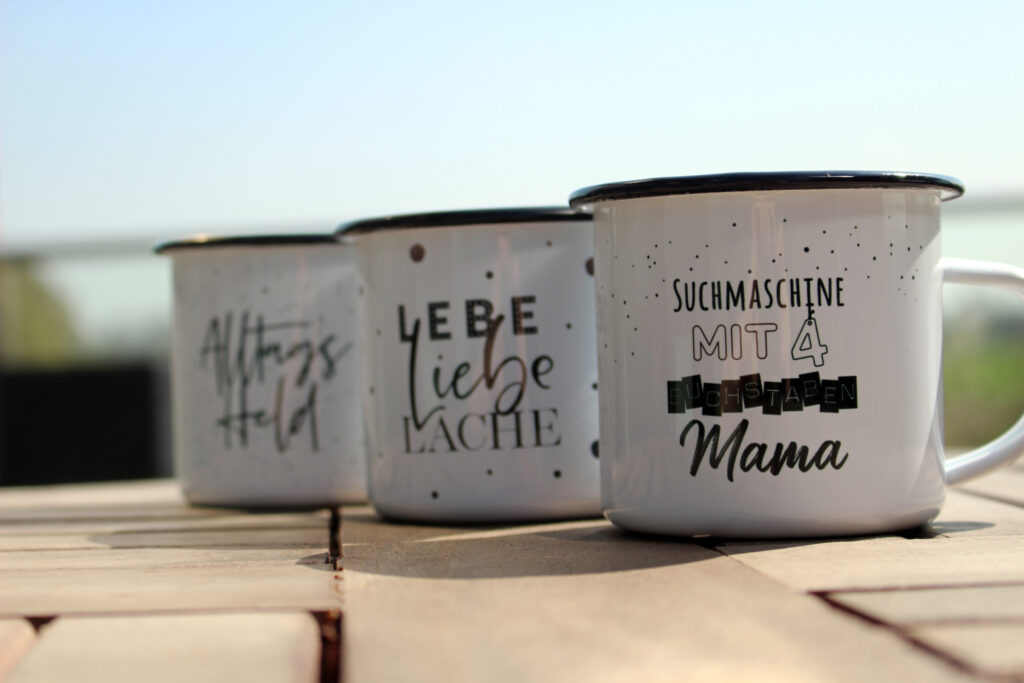 Alltags
Held
LEBE
Liebe
LACHE
SUCHMASCHINE
MIT 4
BUCHSTABEN
Mama